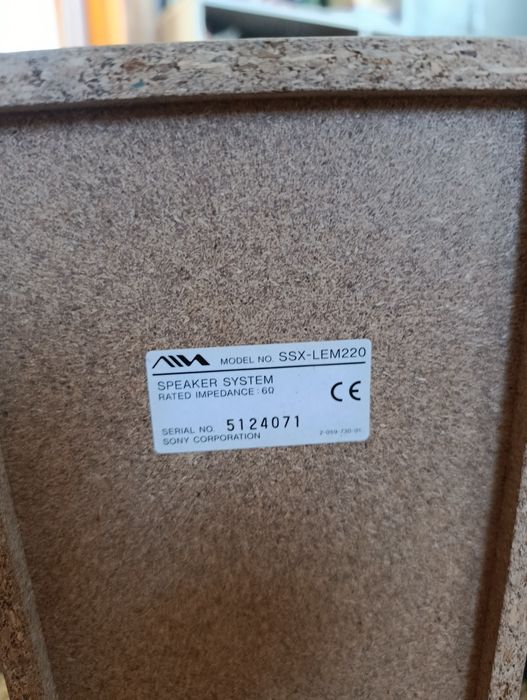 MODEL NO. SSX-LEM220
SPEAKER SYSTEM
RATED IMPEDANCE : 6Ω
CE
SERIAL NO. 5124071
SONY CORPORATION 2-059-730-01